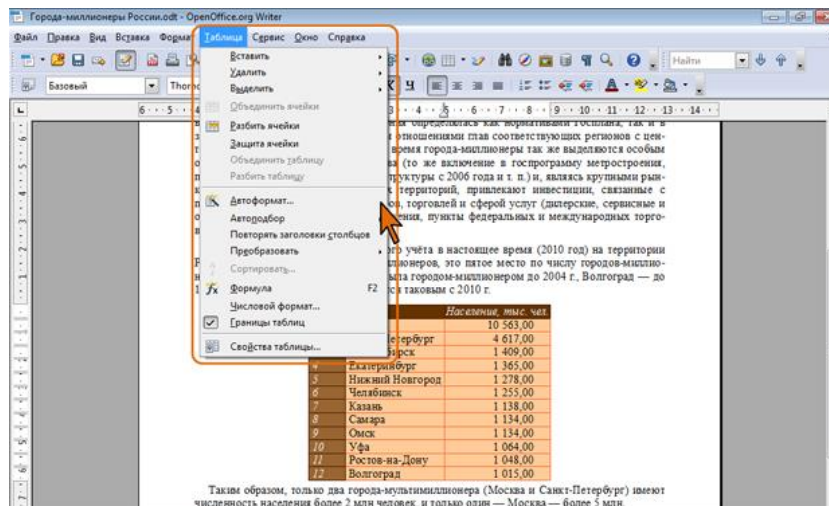 Города-миллионеры России.odt - OpenOffice.org Writer
Файл Правка Вид Вставка Формат Таблица Сервис Окно Справка
Найти
Базовый Thorn Ч
Вставить
Удалить
Выделить
Объединить ячейки
Разбить ячейки
Защита ячейки
Объединить таблицу
Разбить таблицу
Автоформат...
Автоподбор
Повторять заголовки столбцов
Преобразовать
Сортировать...
Формула F2
Числовой формат...
Границы таблиц
Свойства таблицы...
определялась как нормативами Госплана, так и в
отношениями глав соответствующих регионов с цен-
время города-миллионеры так же выделяются особым
(то же включение в госпрограмму метростроения,
структуры с 2006 года и т. п.) и, являясь крупными рын-
территорий, привлекают инвестиции, связанные с
торговлей и сферой услуг (дилерские, сервисные и
пункты федеральных и международных торго-
учёта в настоящее время (2010 год) на территории
это пятое место по числу городов-миллио-
городом-миллионером до 2004 г., Волгоград — до
таковым с 2010 г.
Население, тыс. чел.
10 563,00
4 617,00
1 409,00
4 Екатеринбург 1 365,00
5 Нижний Новгород 1 278,00
6 Челябинск 1 255,00
7 Казань 1 138,00
8 Самара 1 134,00
9 Омск 1 134,00
10 Уфа 1 064,00
11 Ростов-на-Дону 1 048,00
12 Волгоград 1 015,00
Таким образом, только два города-мультимиллионера (Москва и Санкт-Петербург) имеют
численность населения более 2 млн человек, и только один — Москва — более 5 млн.